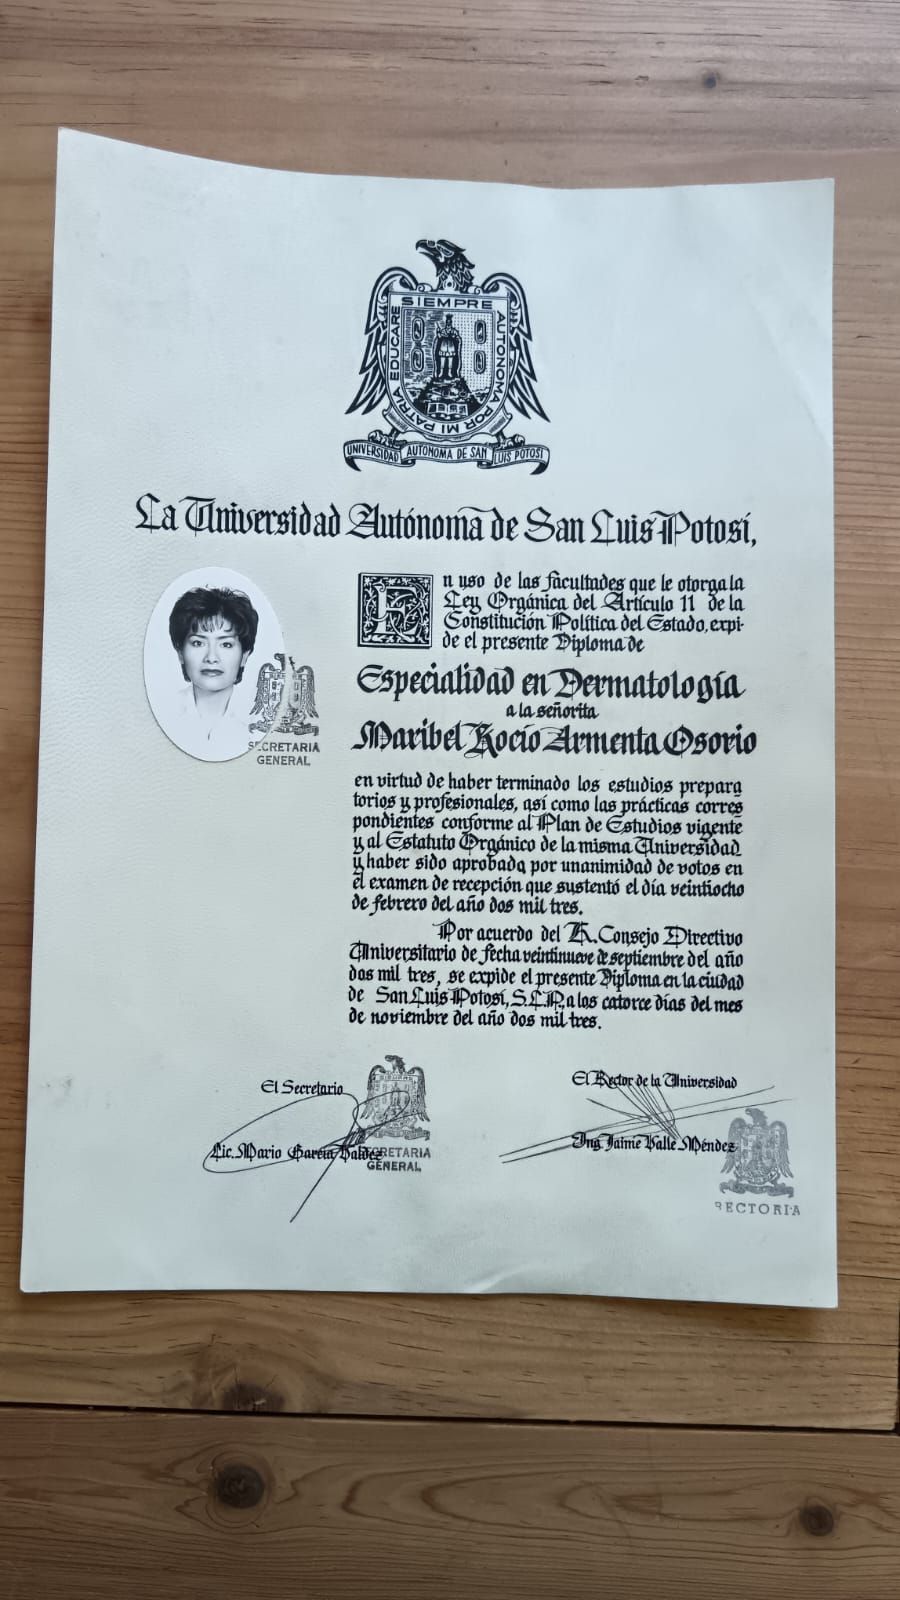 SIEMPRE AUTONOMA POR MI PATRIA EDUCARE
UNIVERSIDAD AUTONOMA DE SAN LUIS POTOSI
La Universidad Autónoma de San Luis Potosí,
En uso de las facultades que le otorga la
Ley Orgánica del Artículo 11 de la
Constitución Política del Estado, expi-
de el presente Diploma de
Especialidad en Dermatología
a la señorita
Maribel Rocío Armenta Osorio
SECRETARIA
GENERAL
en virtud de haber terminado los estudios prepara
torios y profesionales, así como las prácticas corres
pondientes conforme al Plan de Estudios vigente
y al Estatuto Orgánico de la misma Universidad
y haber sido aprobada por unanimidad de votos en
el examen de recepción que sustentó el día veintiocho
de febrero del año dos mil tres.
Por acuerdo del H. Consejo Directivo
Universitario de fecha veintinueve de septiembre del año
dos mil tres, se expide el presente Diploma en la ciudad
de San Luis Potosí, S.L.P. a los catorce días del mes
de noviembre del año dos mil tres.
El Secretario
Lic. Mario García Valdez
SECRETARIA
GENERAL
El Rector de la Universidad
Ing. Jaime Valle Méndez
RECTORIA